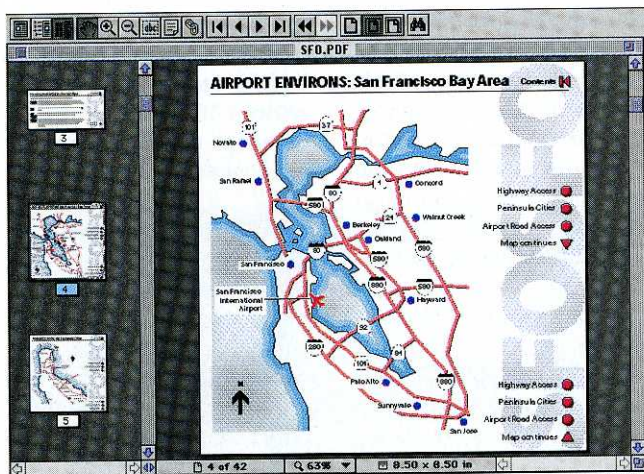 abc
SFO.PDF
AIRPORT ENVIRONS: San Francisco Bay Area
Contents
3
4
5
101
37
Novato
San Rafael
4
Concord
80
580
24
Walnut Creek
Berkeley
Oakland
80
680
San Francisco
580
880
580
San Francisco
International
Airport
Hayward
92
280
84
101
Palo Alto
880
Sunnyvale
San Jose
Highway Access
Peninsula Cities
Airport Road Access
Map continues
SFO
Highway Access
Peninsula Cities
Airport Road Access
Map continues
N
4 of 42
63%
8.50 x 8.50 in